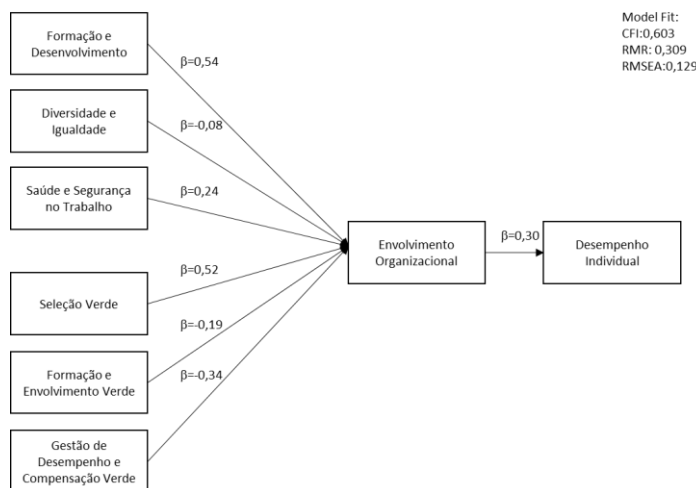 Model Fit:
CFI:0,603
RMR: 0,309
RMSEA:0,129
Formação e
Desenvolvimento
β=0,54
Diversidade e
Igualdade
β=-0,08
Saúde e Segurança
no Trabalho
β=0,24
Envolvimento
Organizacional
β=0,30
Desempenho
Individual
Seleção Verde
β=0,52
Formação e
Envolvimento Verde
β=-0,19
Gestão de
Desempenho e
Compensação Verde
β=-0,34